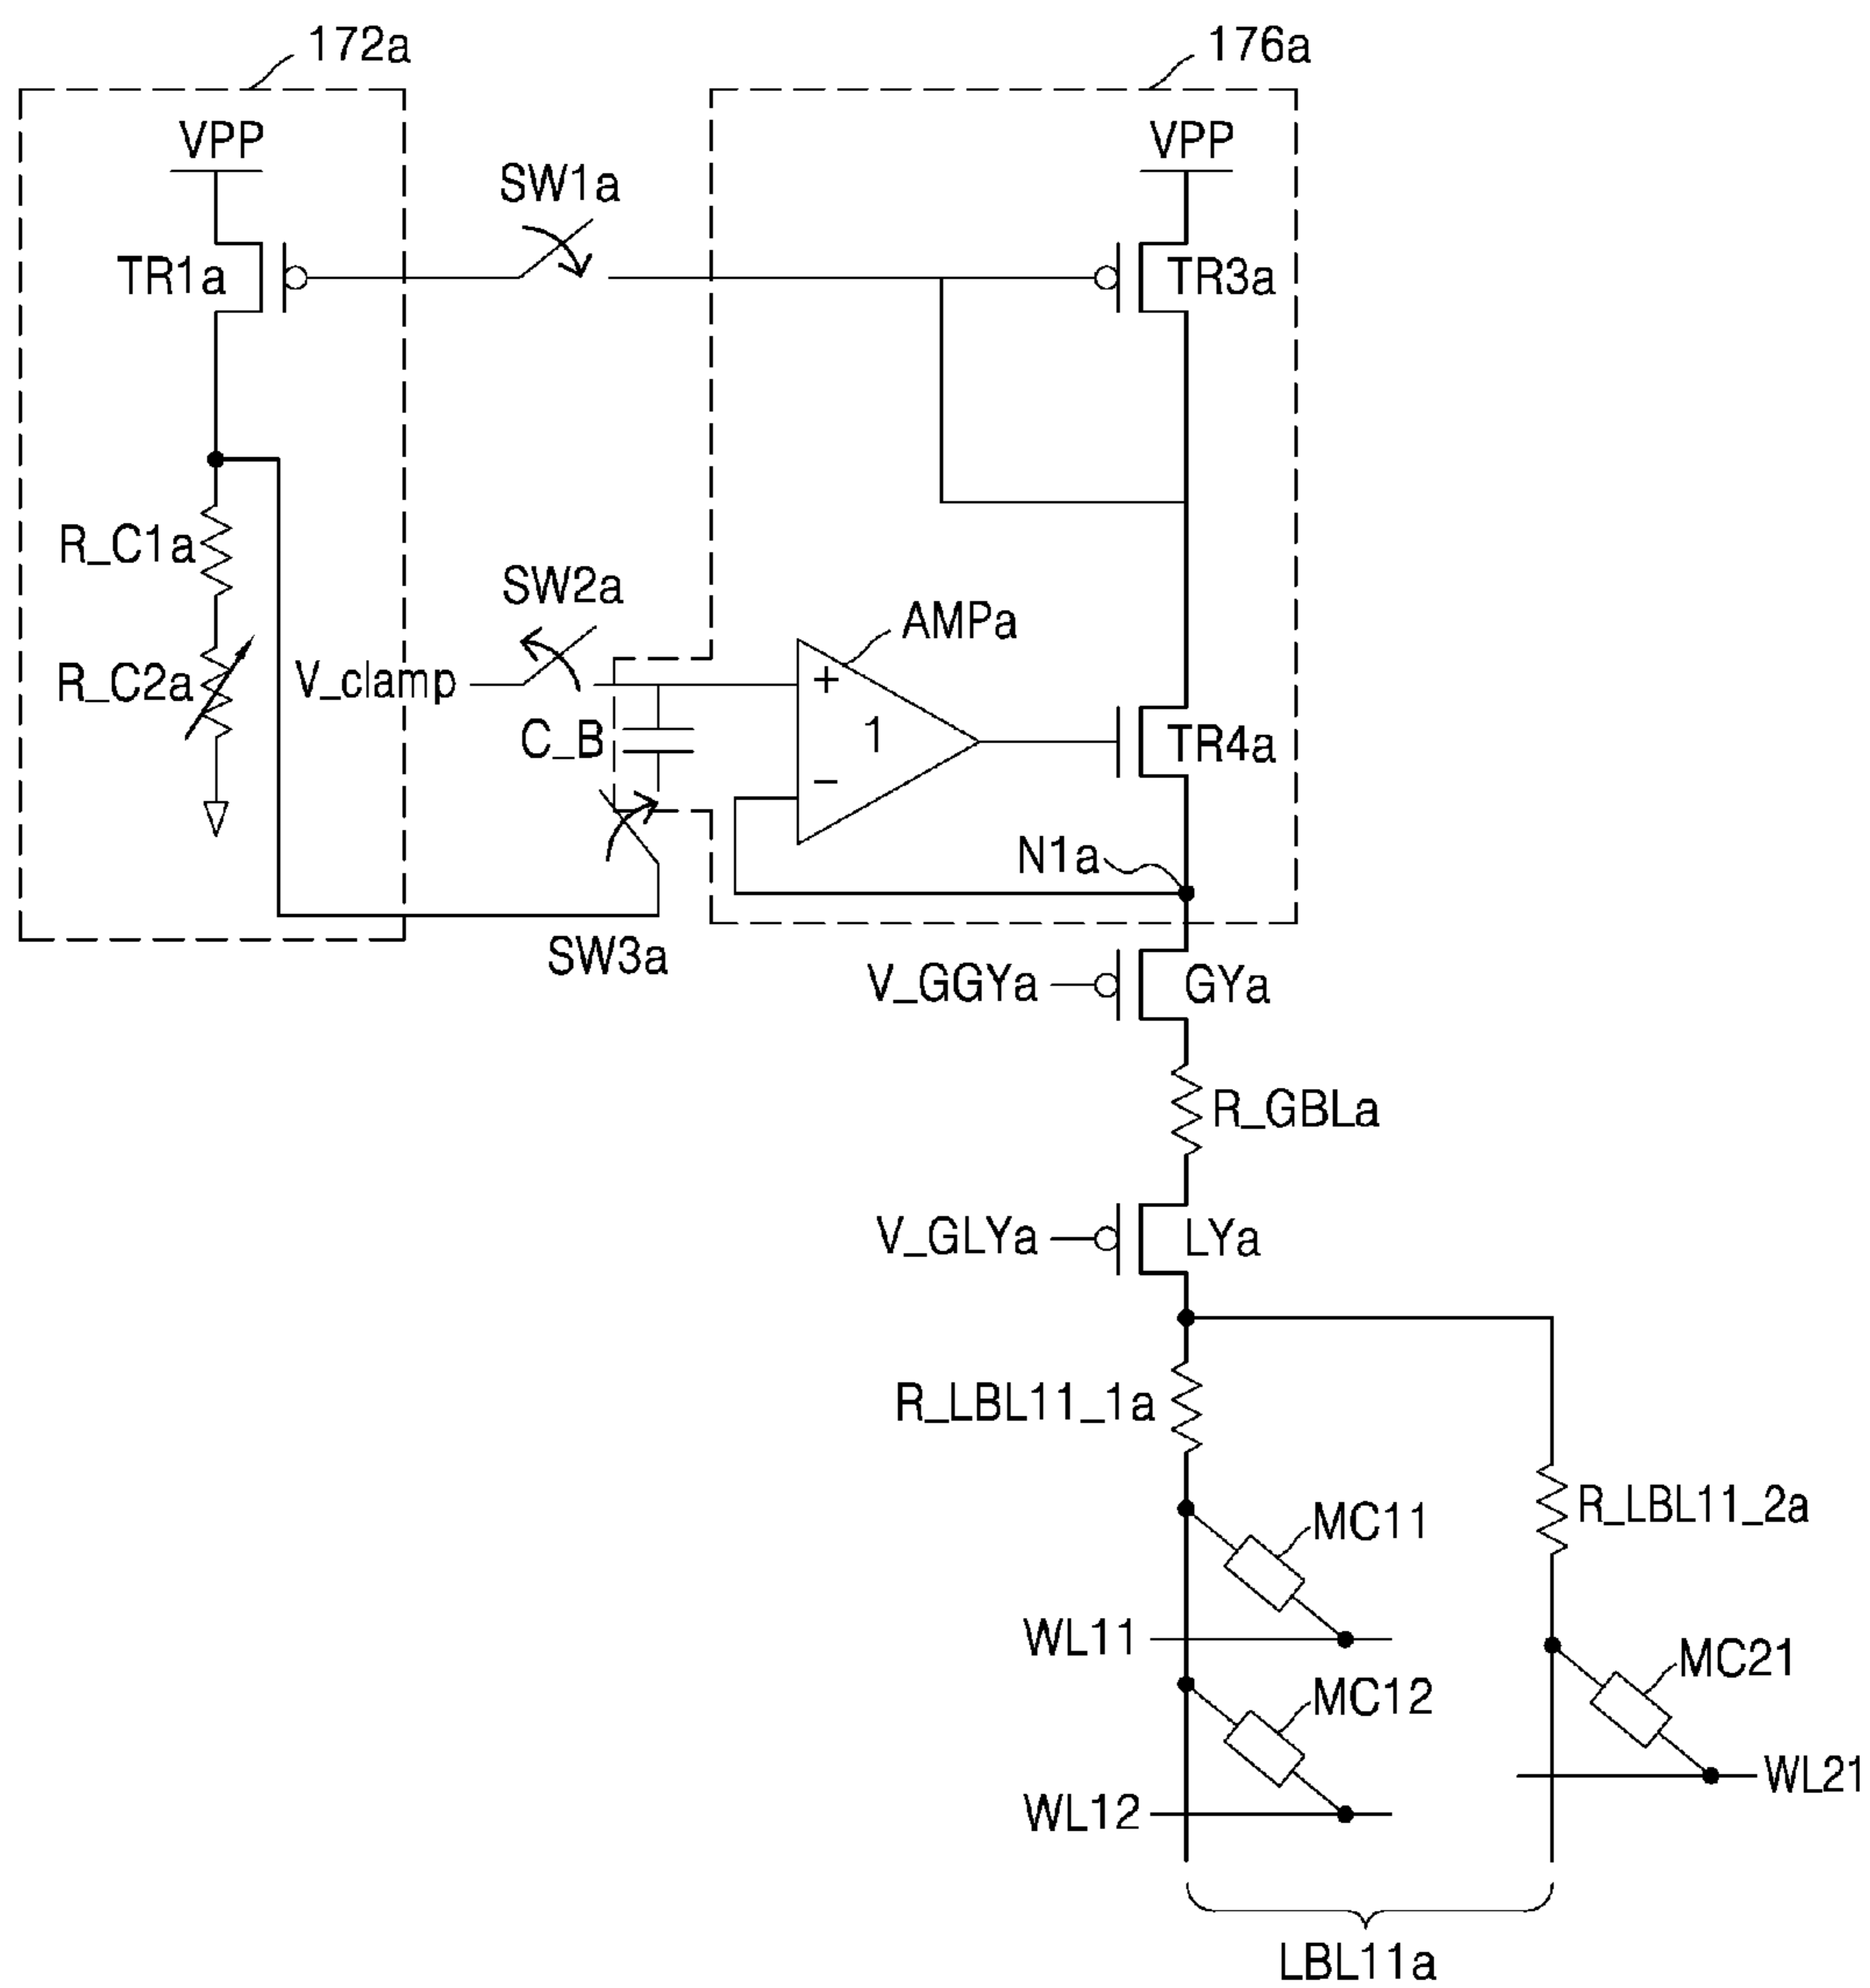 172a
176a
VPP
VPP
SW1a
TR1a
TR3a
R_C1a
SW2a
AMPa
R_C2a
V_clamp
+
1
C_B
TR4a
−
N1a
SW3a
V_GGYa
GYa
R_GBLa
V_GLYa
LYa
R_LBL11_1a
R_LBL11_2a
MC11
WL11
MC21
MC12
WL21
WL12
LBL11a